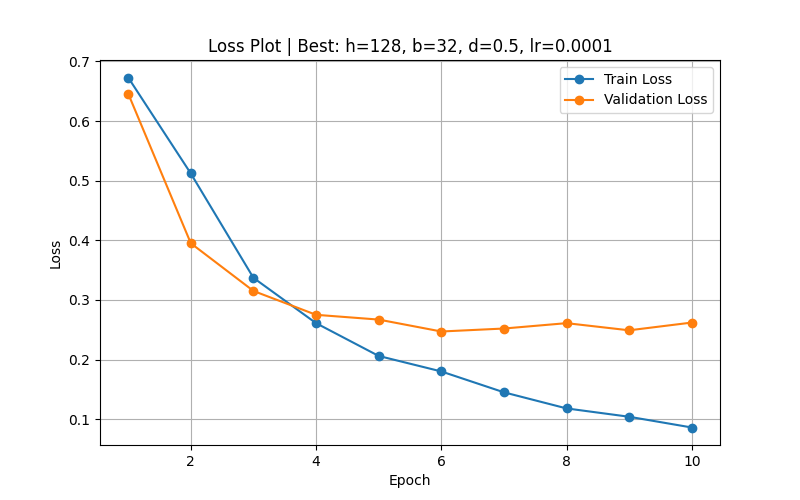 Loss Plot | Best: h=128, b=32, d=0.5, lr=0.0001
Train Loss
Validation Loss
Loss
0.7
0.6
0.5
0.4
0.3
0.2
0.1
2 4 6 8 10
Epoch